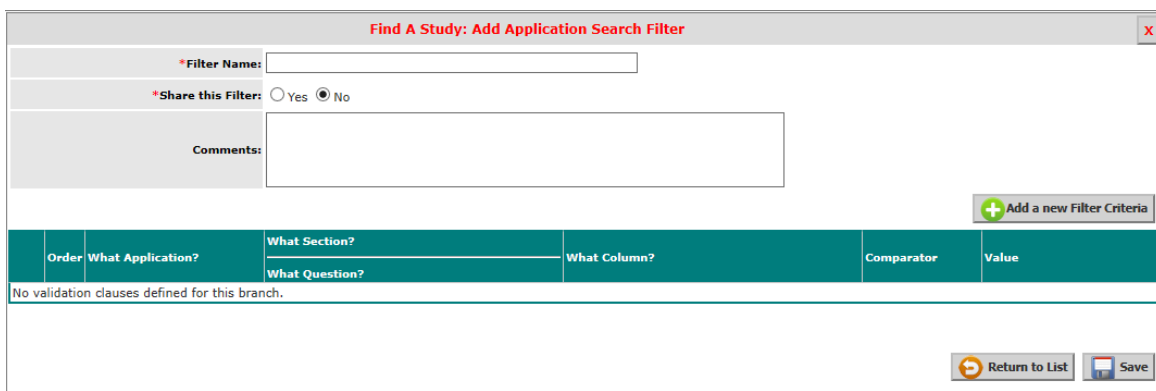 Find A Study: Add Application Search Filter
X
*Filter Name:
*Share this Filter: Yes No
Comments:
Add a new Filter Criteria
Order What Application? What Section? What Question? What Column? Comparator Value
No validation clauses defined for this branch.
Return to List Save